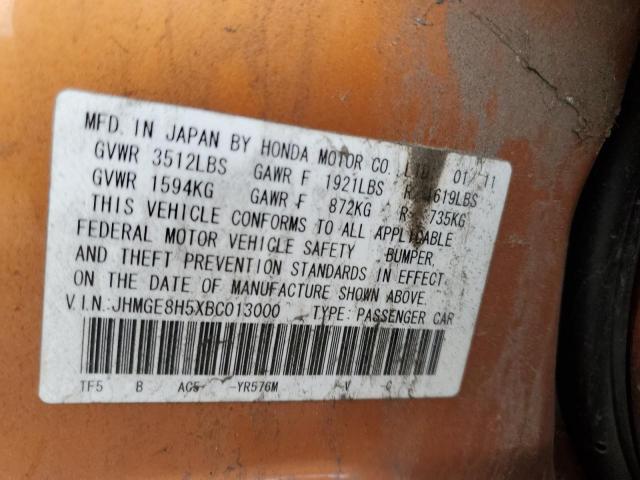 MFD. IN JAPAN BY HONDA MOTOR CO., LTD. 01/11
GVWR 3512LBS GAWR F 1921LBS R 1619LBS
GVWR 1594KG GAWR F 872KG R 735KG
THIS VEHICLE CONFORMS TO ALL APPLICABLE
FEDERAL MOTOR VEHICLE SAFETY BUMPER,
AND THEFT PREVENTION STANDARDS IN EFFECT
ON THE DATE OF MANUFACTURE SHOWN ABOVE.
V.I.N.:JHMGE8H5XBC013000 TYPE: PASSENGER CAR
TF5 B AC5 YR576M V C